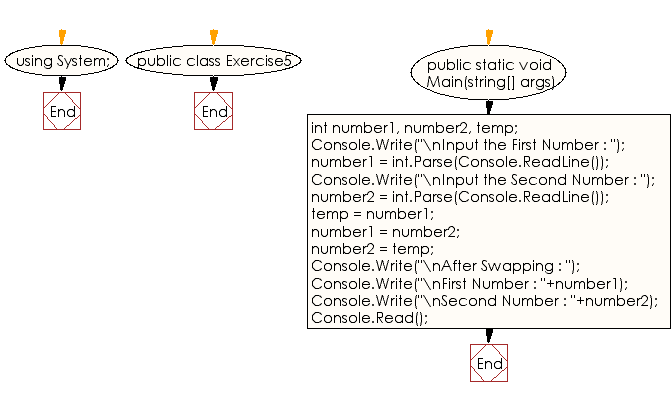 using System;
End
public class Exercise5
End
public static void
Main(string[] args)
int number1, number2, temp;
Console.Write("\nInput the First Number : ");
number1 = int.Parse(Console.ReadLine());
Console.Write("\nInput the Second Number : ");
number2 = int.Parse(Console.ReadLine());
temp = number1;
number1 = number2;
number2 = temp;
Console.Write("\nAfter Swapping : ");
Console.Write("\nFirst Number : "+number1);
Console.Write("\nSecond Number : "+number2);
Console.Read();
End